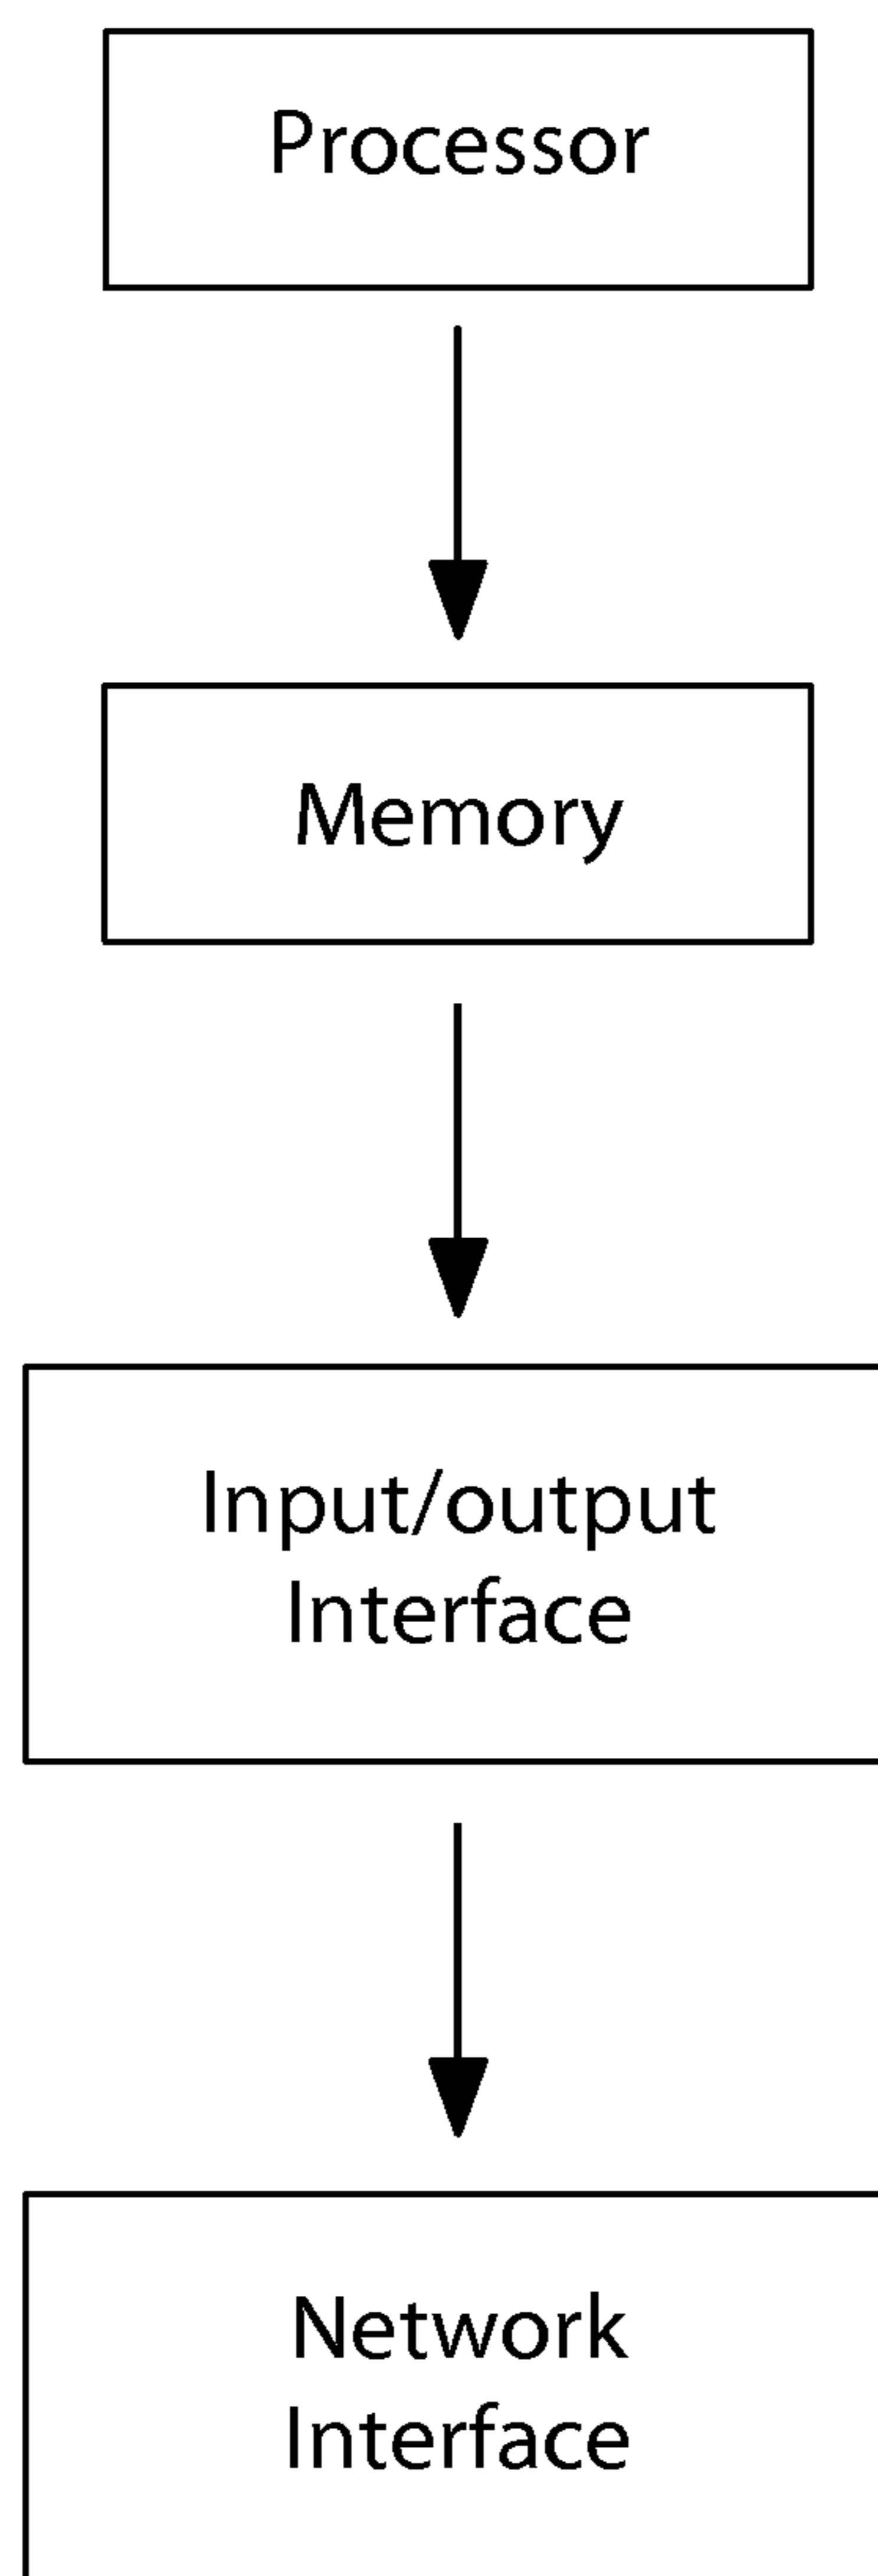 Processor
Memory
Input/output
Interface
Network
Interface